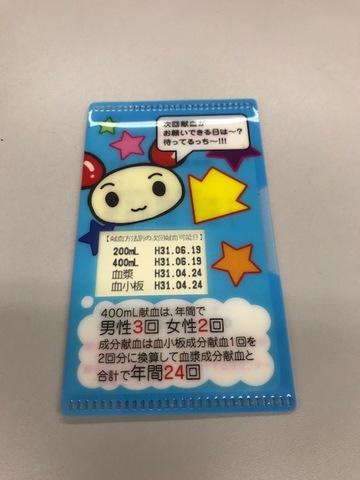 次回献血が
お願いできる日は～?
待ってるっち～!!!
【献血方法別の次回献血可能日】
200mL H31.06.19
400mL H31.06.19
血漿 H31.04.24
血小板 H31.04.24
400mL献血は、年間で
男性3回 女性2回
成分献血は血小板成分献血1回を
2回分に換算して血漿成分献血と
合計で年間24回